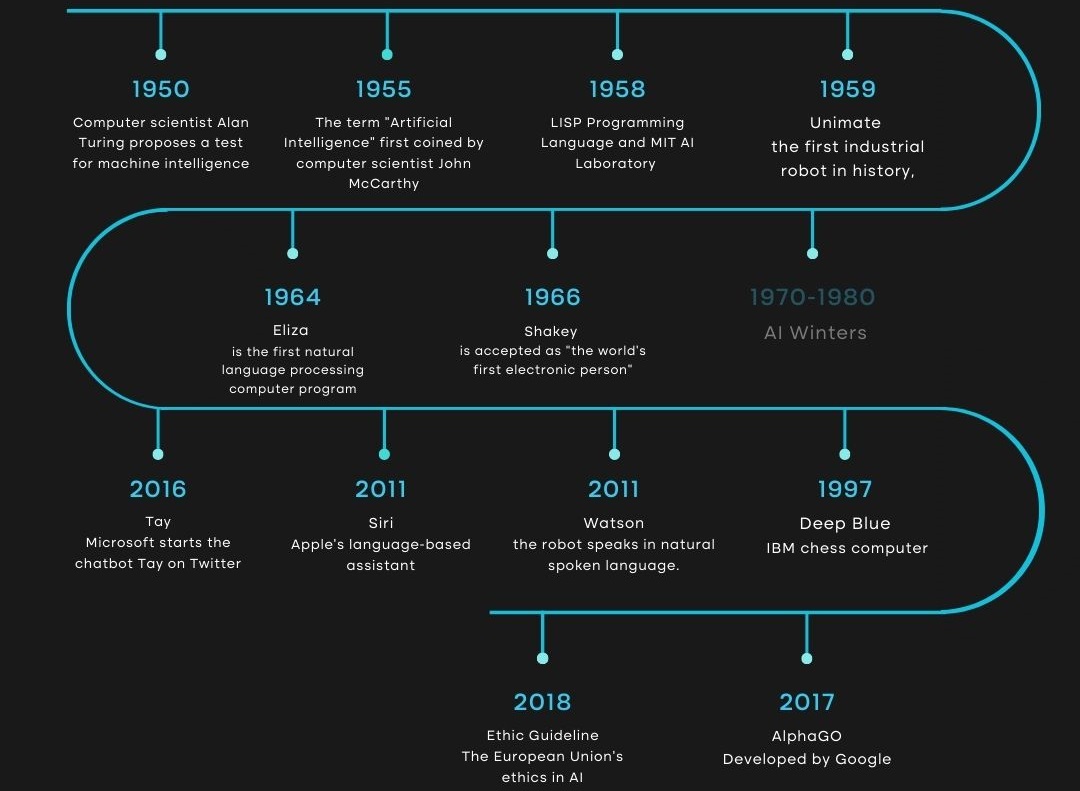 1950
Computer scientist Alan
Turing proposes a test
for machine intelligence
1955
The term "Artificial
Intelligence" first coined by
computer scientist John
McCarthy
1958
LISP Programming
Language and MIT AI
Laboratory
1959
Unimate
the first industrial
robot in history,
1964
Eliza
is the first natural
language processing
computer program
1966
Shakey
is accepted as "the world's
first electronic person"
1970-1980
AI Winters
2016
Tay
Microsoft starts the
chatbot Tay on Twitter
2011
Siri
Apple's language-based
assistant
2011
Watson
the robot speaks in natural
spoken language.
1997
Deep Blue
IBM chess computer
2018
Ethic Guideline
The European Union's
ethics in AI
2017
AlphaGO
Developed by Google